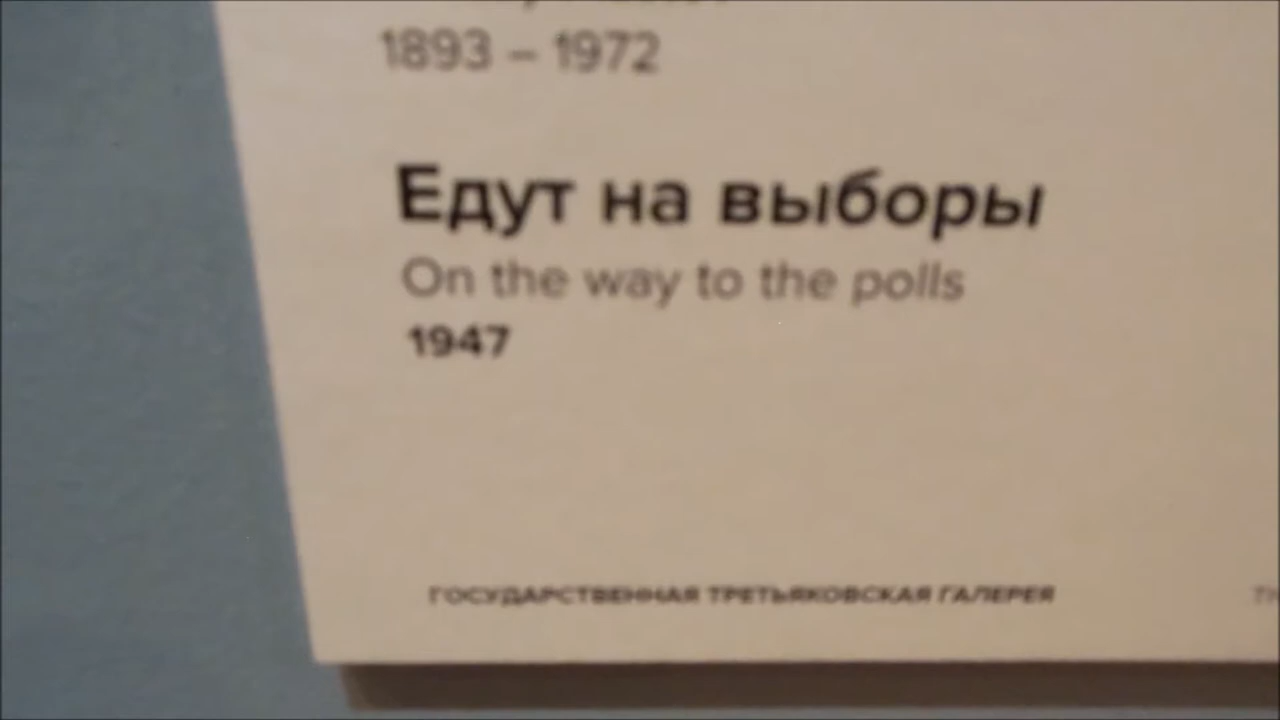 1893 – 1972
Едут на выборы
On the way to the polls
1947
ГОСУДАРСТВЕННАЯ ТРЕТЬЯКОВСКАЯ ГАЛЕРЕЯ